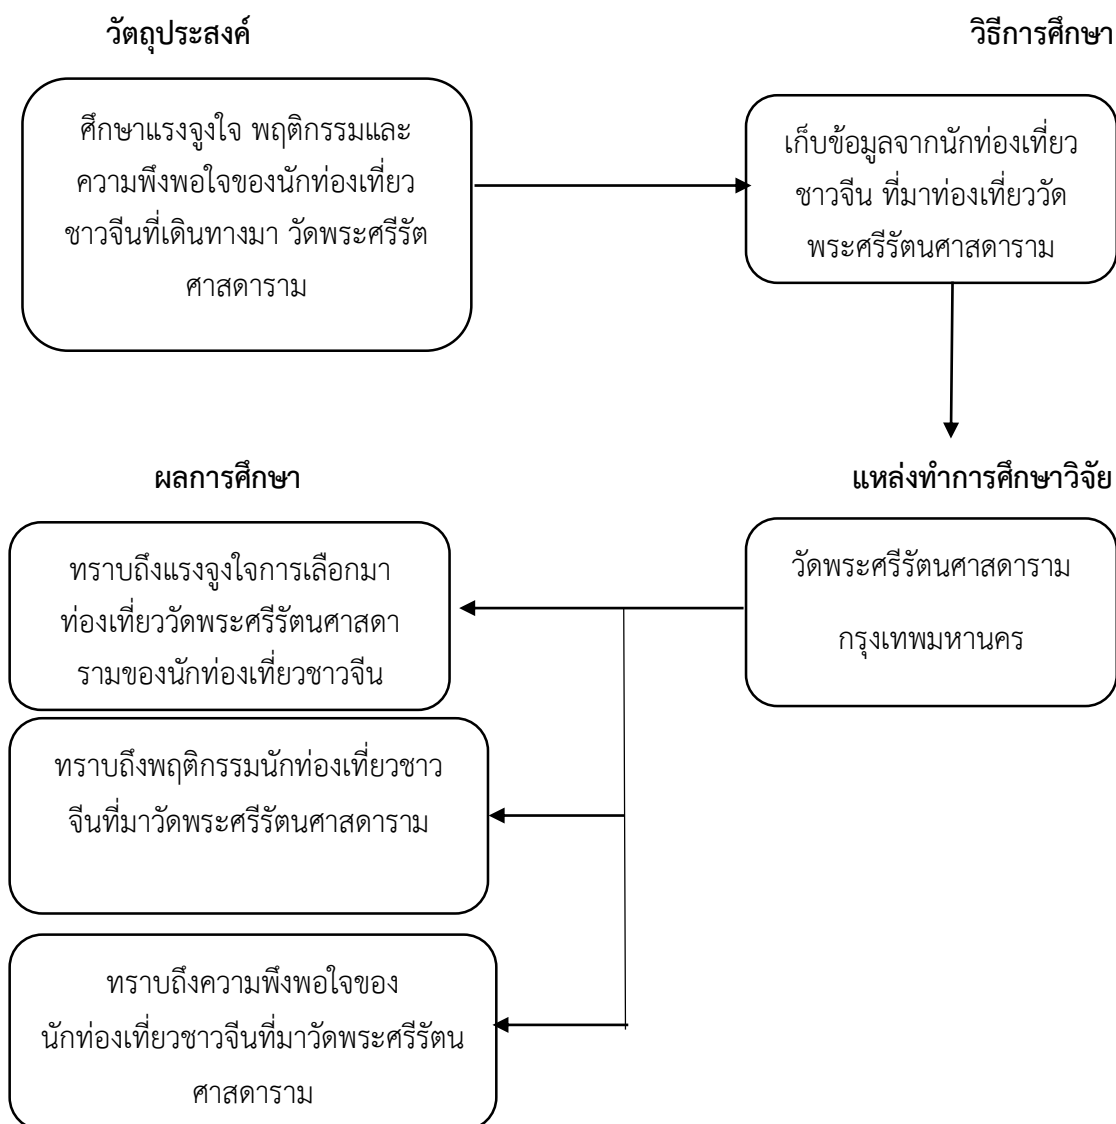 วัตถุประสงค์
วิธีการศึกษา
ศึกษาแรงจูงใจ พฤติกรรมและ
ความพึงพอใจของนักท่องเที่ยว
ชาวจีนที่เดินทางมา วัดพระศรีรัต
ศาสดาราม
เก็บข้อมูลจากนักท่องเที่ยว
ชาวจีน ที่มาท่องเที่ยววัด
พระศรีรัตนศาสดาราม
ผลการศึกษา
แหล่งทำการศึกษาวิจัย
ทราบถึงแรงจูงใจการเลือกมา
ท่องเที่ยววัดพระศรีรัตนศาสดา
รามของนักท่องเที่ยวชาวจีน
วัดพระศรีรัตนศาสดาราม
กรุงเทพมหานคร
ทราบถึงพฤติกรรมนักท่องเที่ยวชาว
จีนที่มาวัดพระศรีรัตนศาสดาราม
ทราบถึงความพึงพอใจของ
นักท่องเที่ยวชาวจีนที่มาวัดพระศรีรัตน
ศาสดาราม